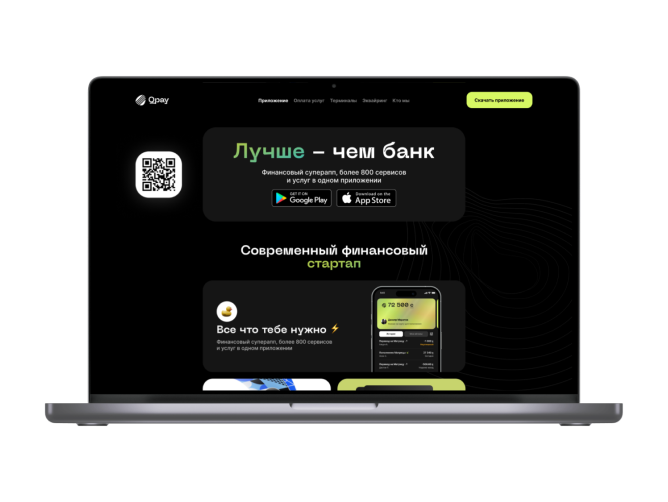 Qpay
Приложение Оплата услуг Терминалы Эквайринг Кто мы
Скачать приложение
Лучше – чем банк
Финансовый суперапп, более 800 сервисов
и услуг в одном приложении
GET IT ON
Google Play
Download on the
App Store
Современный финансовый
стартап
72 500
Все что тебе нужно ⚡
Финансовый суперапп, более 800 сервисов
и услуг в одном приложении